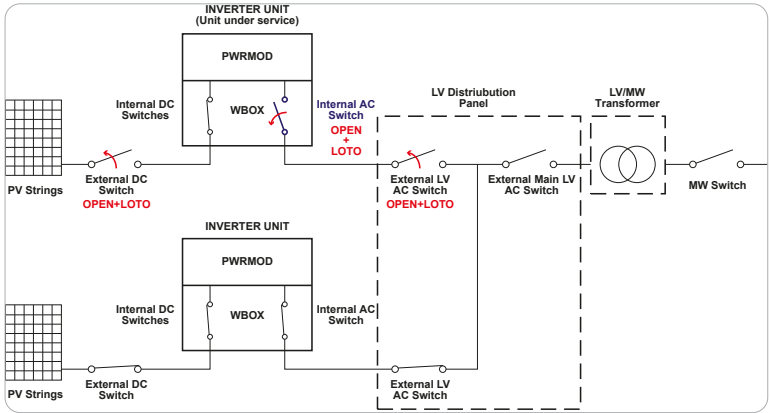 INVERTER UNIT
(Unit under service)
PWRMOD
Internal DC
Switches
WBOX
Internal AC
Switch
OPEN
+
LOTO
LV Distriubution
Panel
LV/MW
Transformer
PV Strings
External DC
Switch
OPEN+LOTO
External LV
AC Switch
OPEN+LOTO
External Main LV
AC Switch
MW Switch
INVERTER UNIT
PWRMOD
Internal DC
Switches
WBOX
Internal AC
Switch
PV Strings
External DC
Switch
External LV
AC Switch